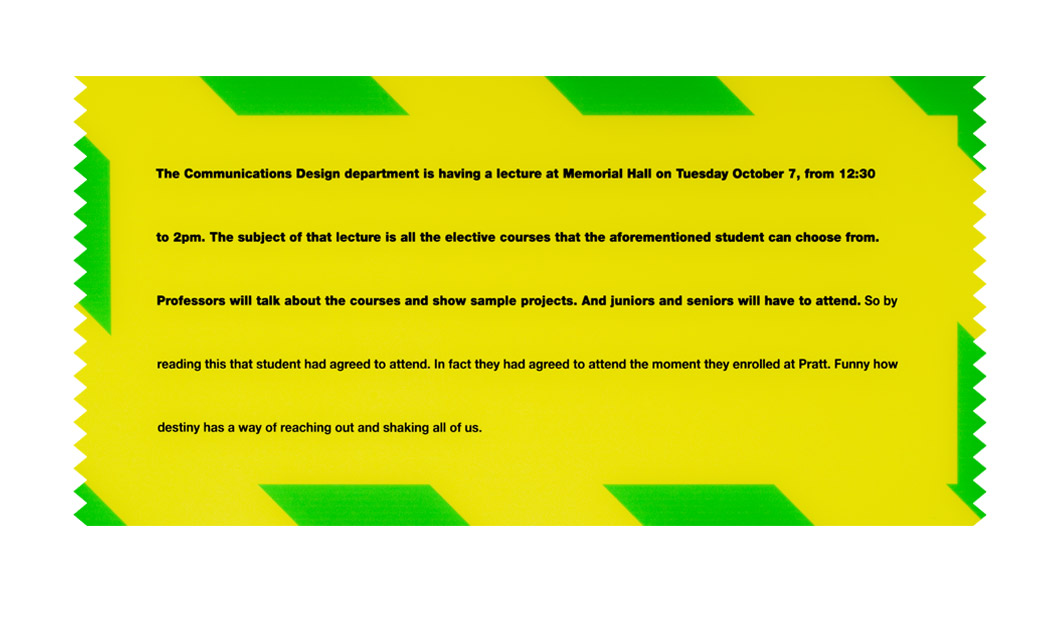 The Communications Design department is having a lecture at Memorial Hall on Tuesday October 7, from 12:30
to 2pm. The subject of that lecture is all the elective courses that the aforementioned student can choose from.
Professors will talk about the courses and show sample projects. And juniors and seniors will have to attend. So by
reading this that student had agreed to attend. In fact they had agreed to attend the moment they enrolled at Pratt. Funny how
destiny has a way of reaching out and shaking all of us.